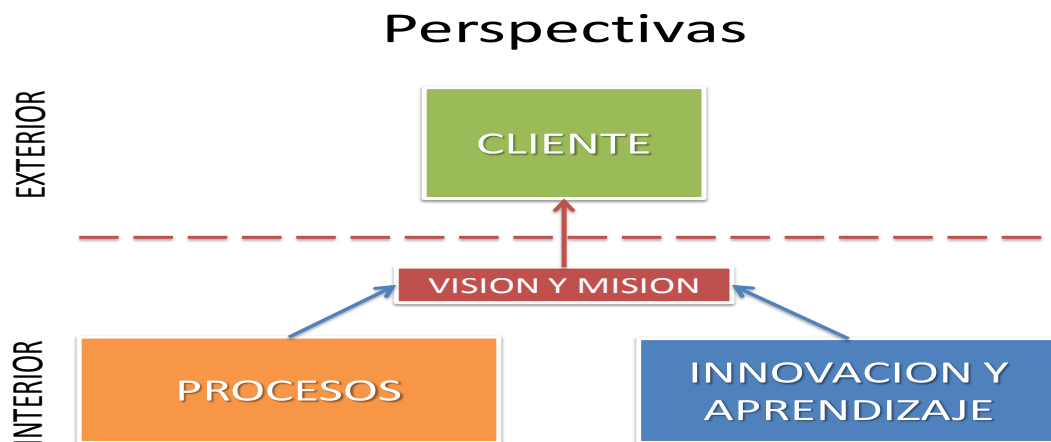 Perspectivas
EXTERIOR
CLIENTE
VISION Y MISION
INTERIOR
PROCESOS
INNOVACION Y
APRENDIZAJE